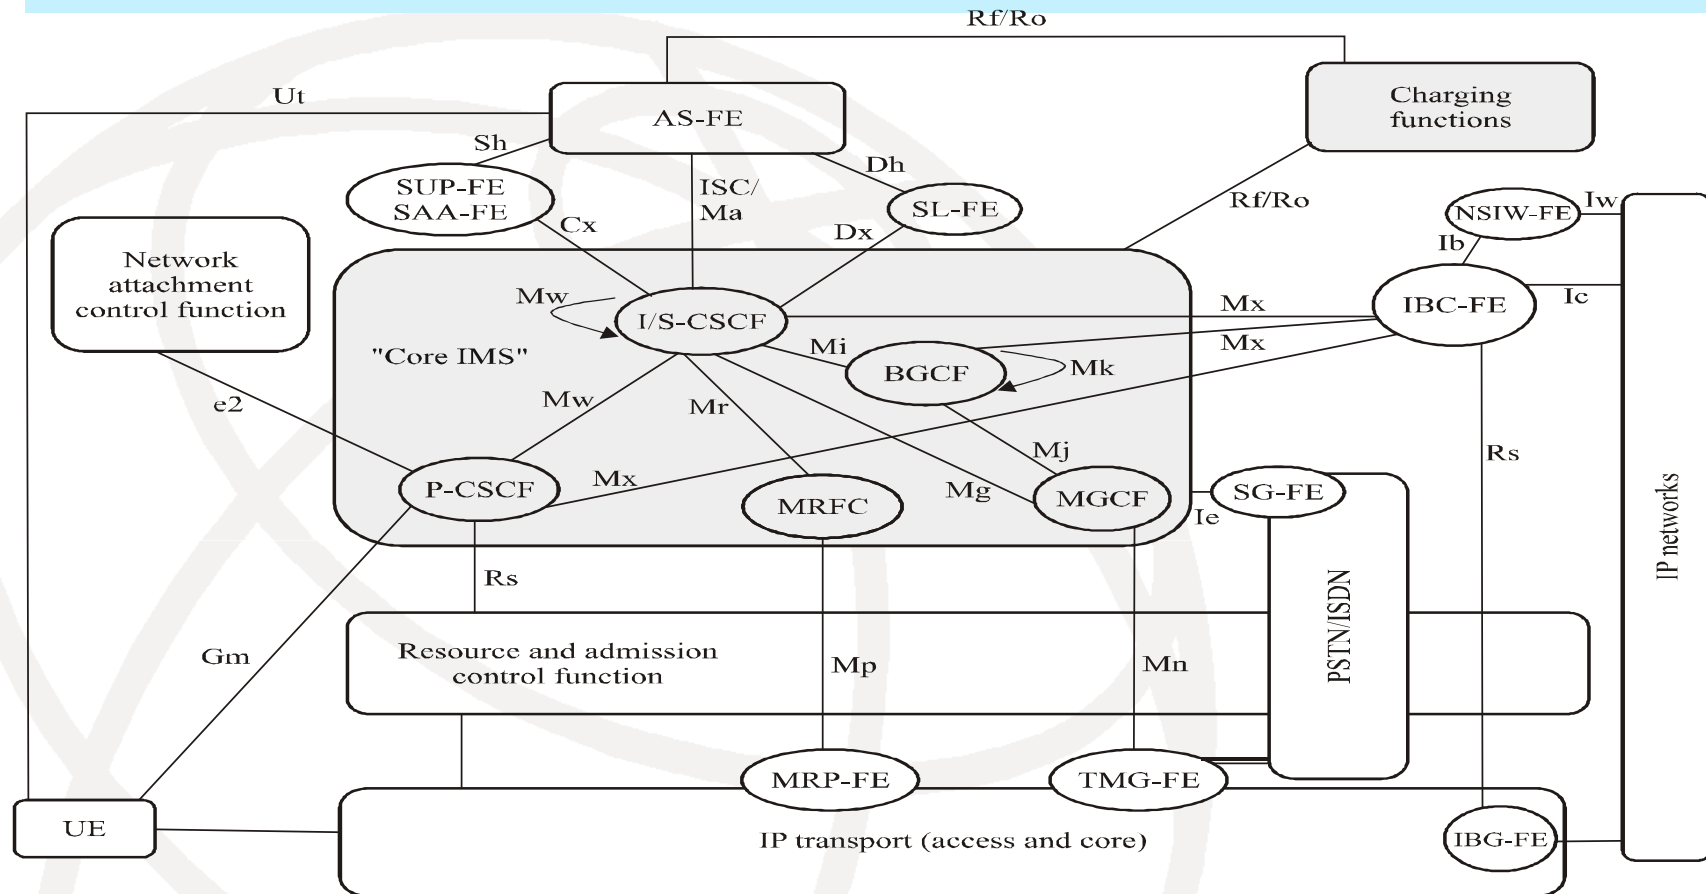 Rf/Ro
Ut
AS-FE
Charging
functions
Sh
Dh
ISC/
Ma
SUP-FE
SAA-FE
SL-FE
Rf/Ro
NSIW-FE
Iw
Cx
Dx
Ib
Network
attachment
control function
Mw
I/S-CSCF
Mx
IBC-FE
Ic
"Core IMS"
Mi
Mx
BGCF
Mk
e2
Mw
Mr
Mj
Rs
P-CSCF
Mx
MRFC
Mg
MGCF
Ie
SG-FE
IP networks
Rs
PSTN/ISDN
Gm
Resource and admission
control function
Mp
Mn
MRP-FE
TMG-FE
UE
IP transport (access and core)
IBG-FE